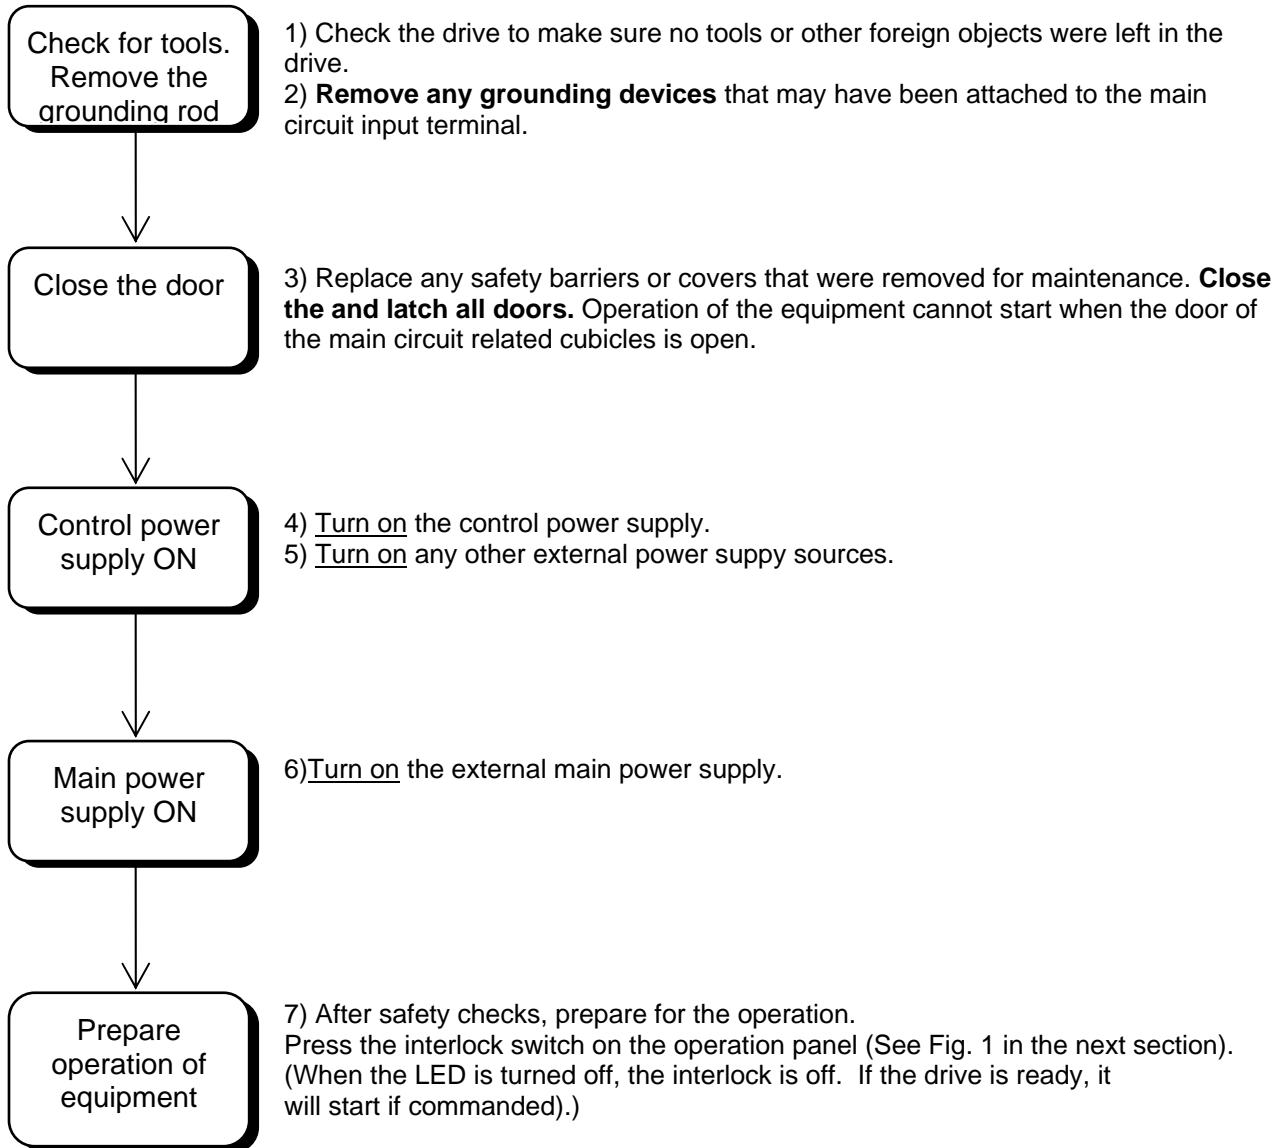 Check for tools.
Remove the
grounding rod
1) Check the drive to make sure no tools or other foreign objects were left in the
drive.
2) Remove any grounding devices that may have been attached to the main
circuit input terminal.
Close the door
3) Replace any safety barriers or covers that were removed for maintenance. Close
the and latch all doors. Operation of the equipment cannot start when the door of
the main circuit related cubicles is open.
Control power
supply ON
4) Turn on the control power supply.
5) Turn on any other external power suppy sources.
Main power
supply ON
6)Turn on the external main power supply.
Prepare
operation of
equipment
7) After safety checks, prepare for the operation.
Press the interlock switch on the operation panel (See Fig. 1 in the next section).
(When the LED is turned off, the interlock is off.  If the drive is ready, it
will start if commanded).)